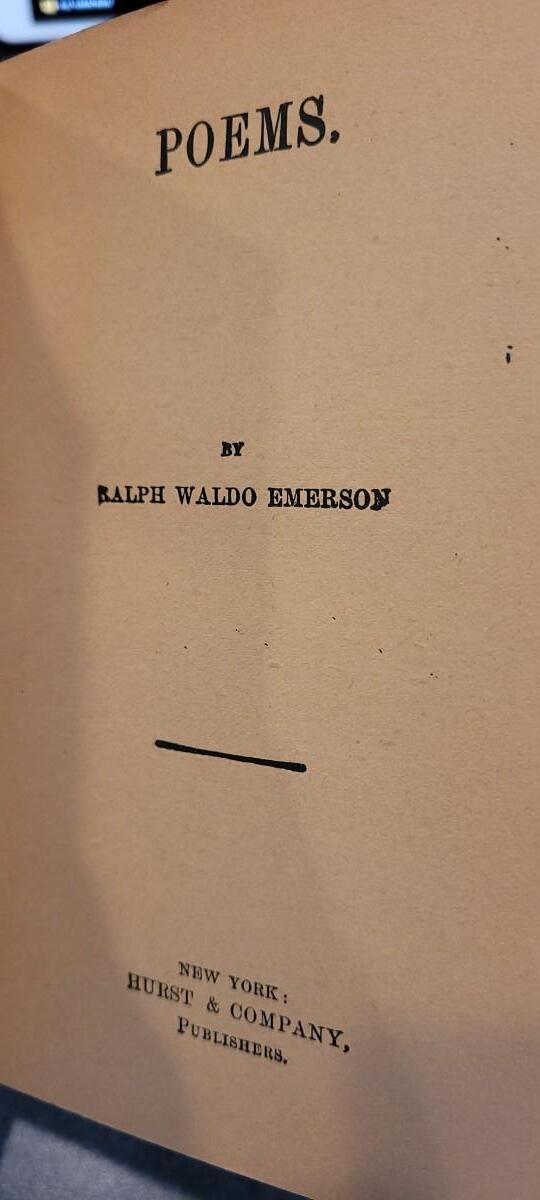 POEMS.
BY
RALPH WALDO EMERSON
NEW YORK:
HURST & COMPANY,
PUBLISHERS.